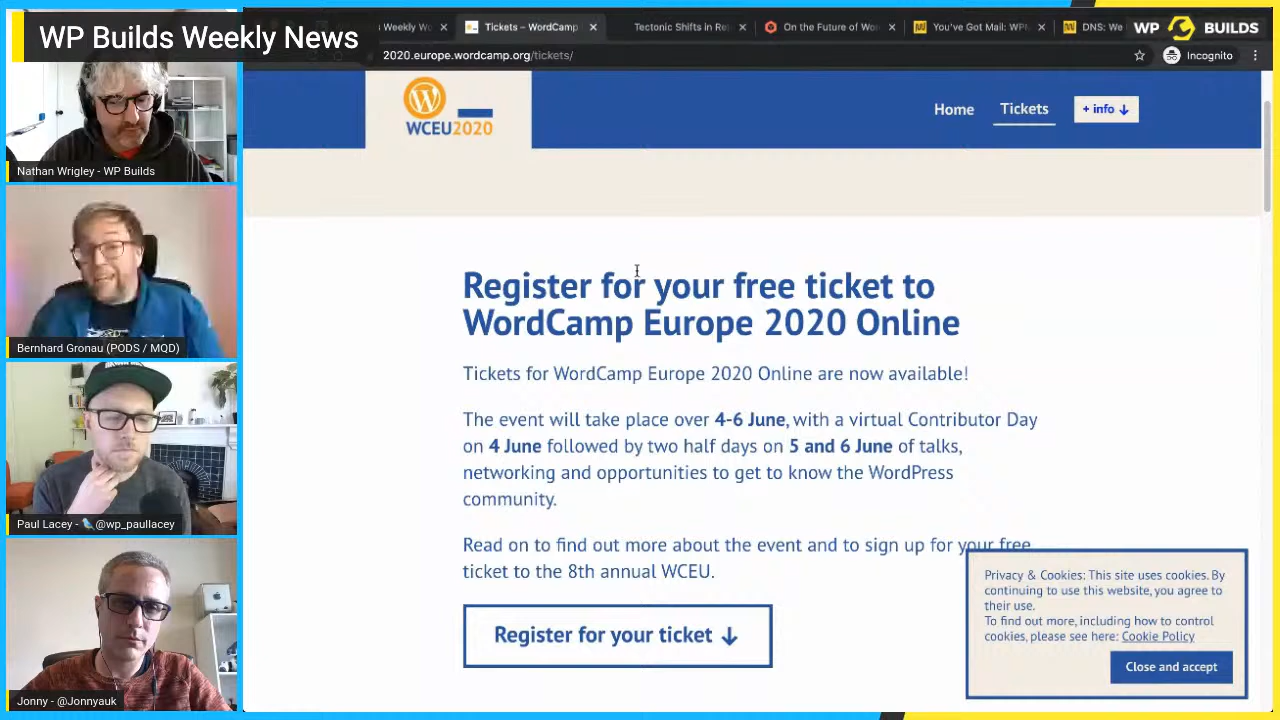 WP Builds Weekly News
s Weekly Wo
Tickets – WordCamp
Tectonic Shifts in Re
On the Future of Wor
You've Got Mail: WPM
DNS: We
WP BUILDS
2020.europe.wordcamp.org/tickets/
Incognito
WCEU2020
Home
Tickets
+ info ↓
Nathan Wrigley - WP Builds
Bernhard Gronau (PODS / MQD)
Paul Lacey - 🐦@wp_paullacey
Jonny - @Jonnyauk
Register for your free ticket to
WordCamp Europe 2020 Online
Tickets for WordCamp Europe 2020 Online are now available!
The event will take place over 4-6 June, with a virtual Contributor Day
on 4 June followed by two half days on 5 and 6 June of talks,
networking and opportunities to get to know the WordPress
community.
Read on to find out more about the event and to sign up for your free
ticket to the 8th annual WCEU.
Register for your ticket ↓
Privacy & Cookies: This site uses cookies. By
continuing to use this website, you agree to
their use.
To find out more, including how to control
cookies, please see here: Cookie Policy
Close and accept